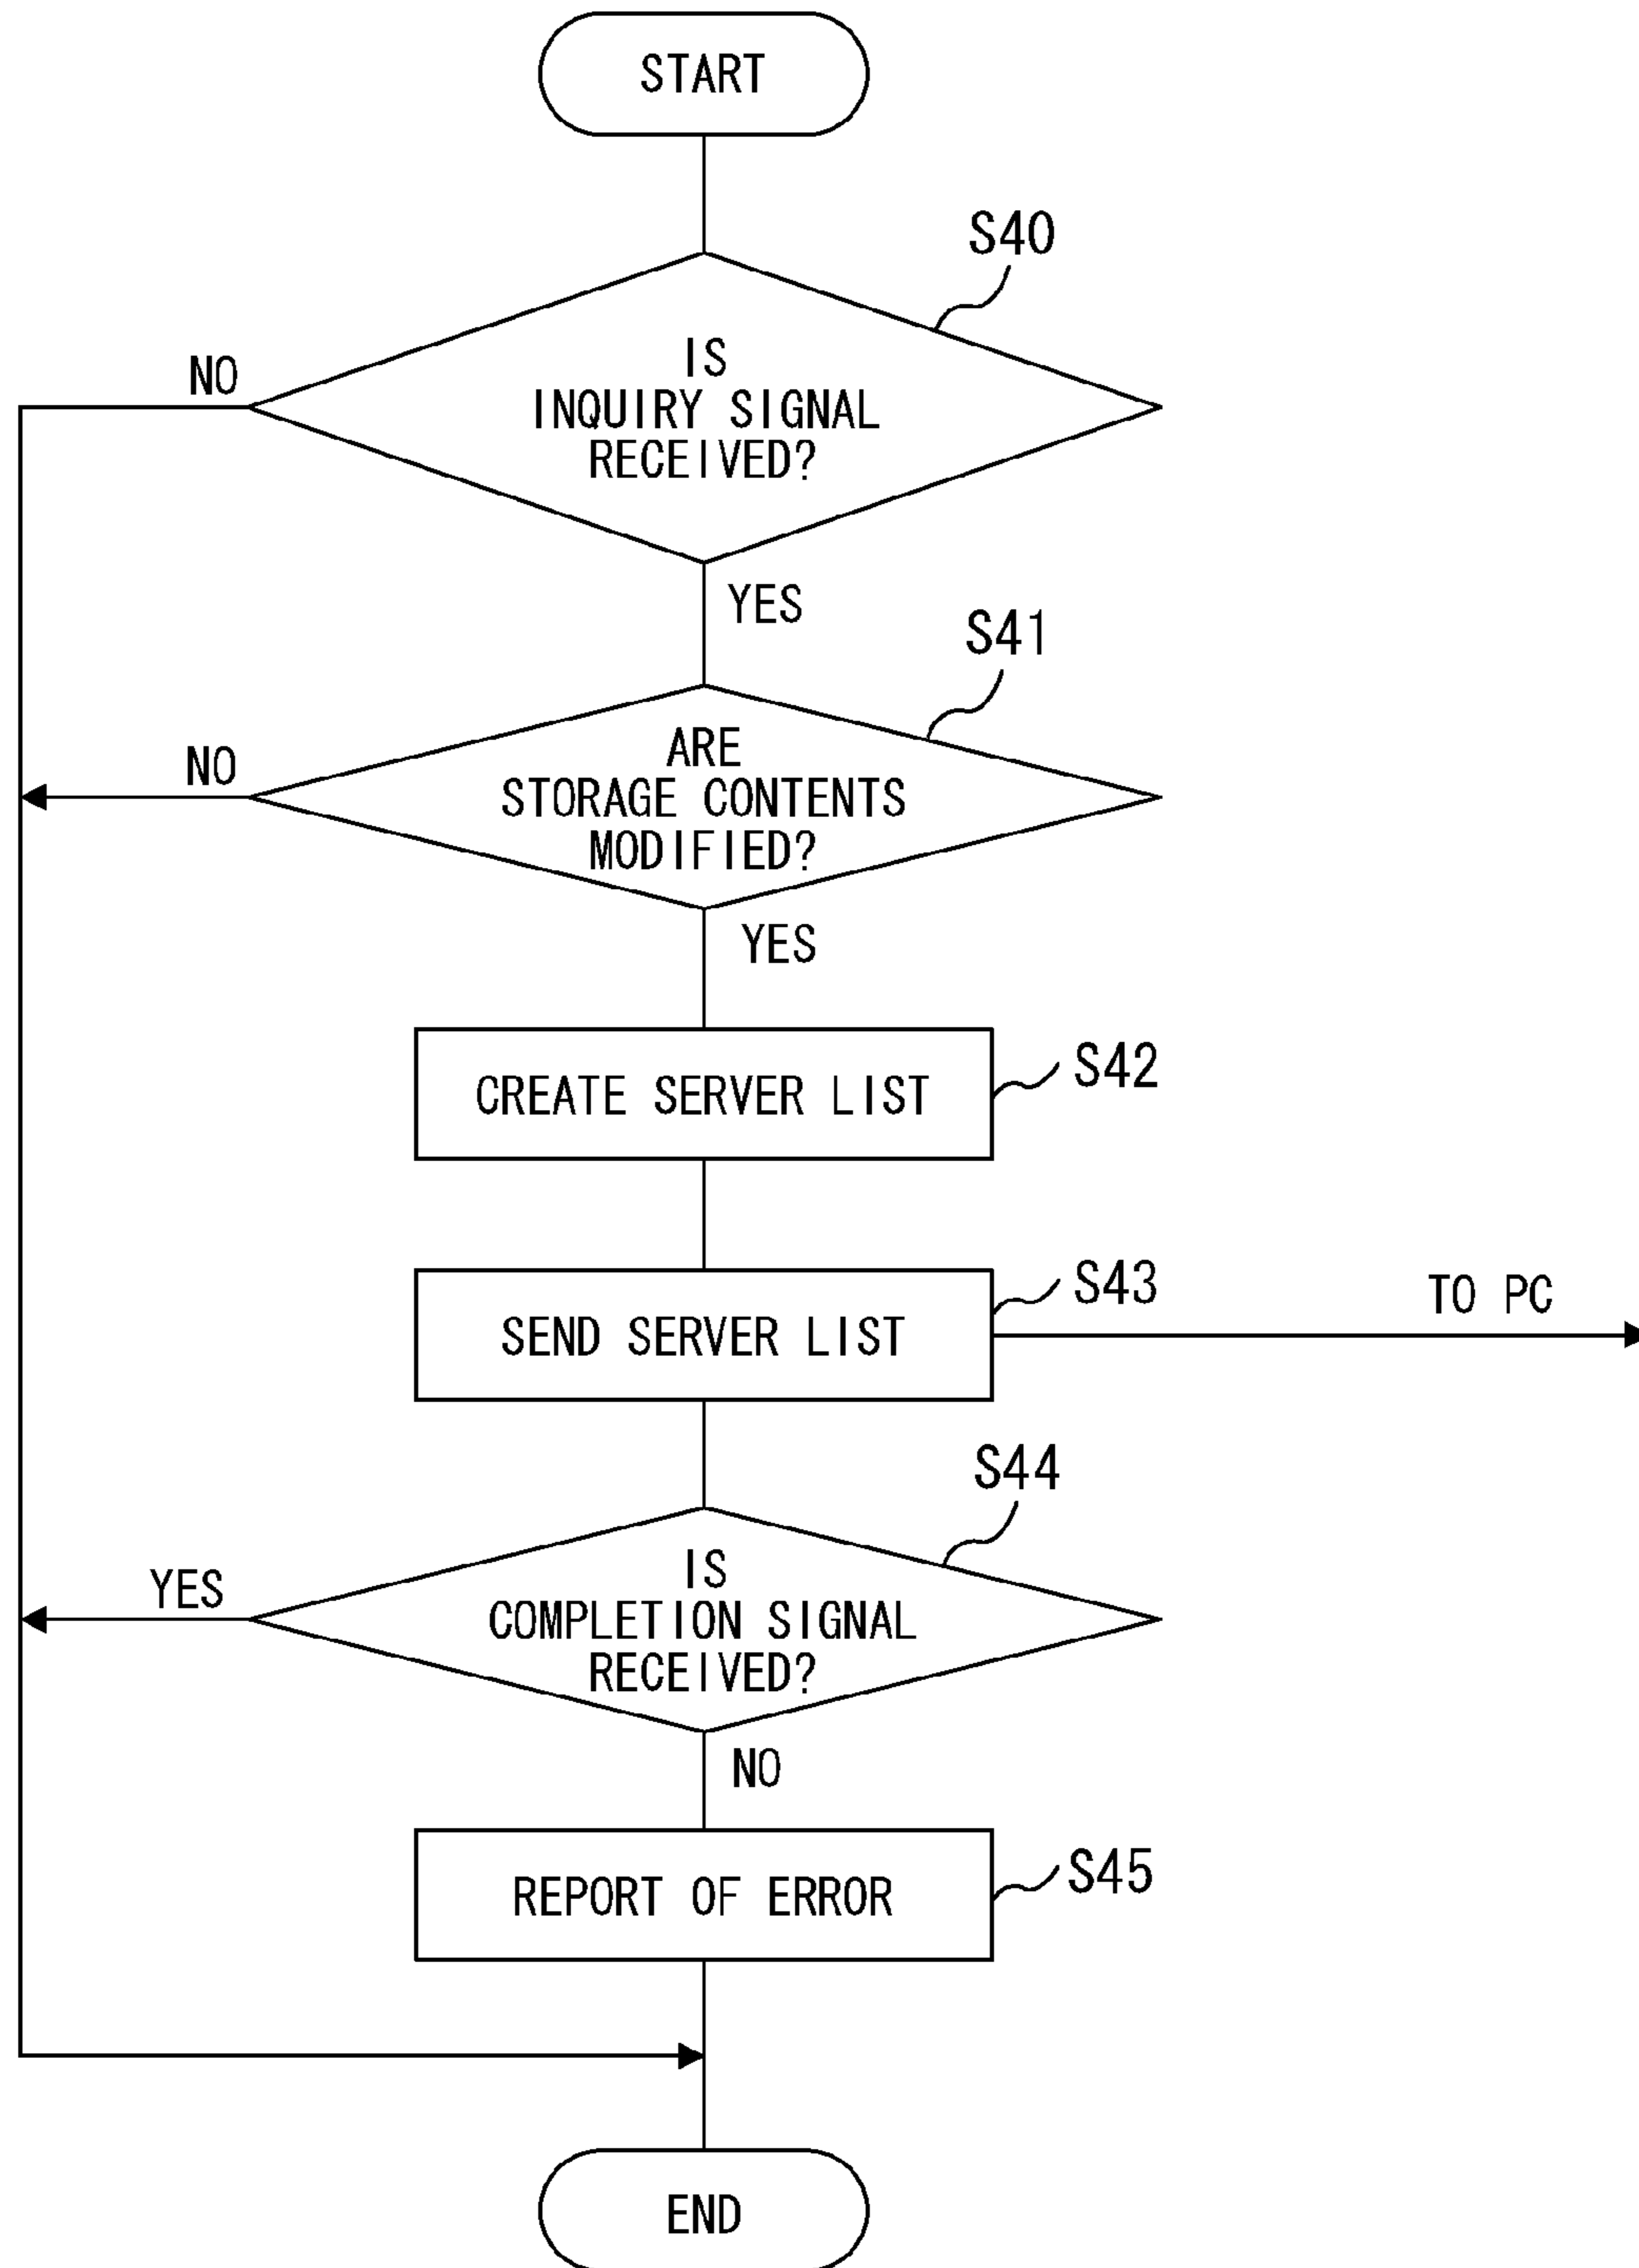 START
S40
NO
IS
INQUIRY SIGNAL
RECEIVED?
YES
S41
NO
ARE
STORAGE CONTENTS
MODIFIED?
YES
CREATE SERVER LIST
S42
SEND SERVER LIST
S43
TO PC
S44
YES
IS
COMPLETION SIGNAL
RECEIVED?
NO
REPORT OF ERROR
S45
END